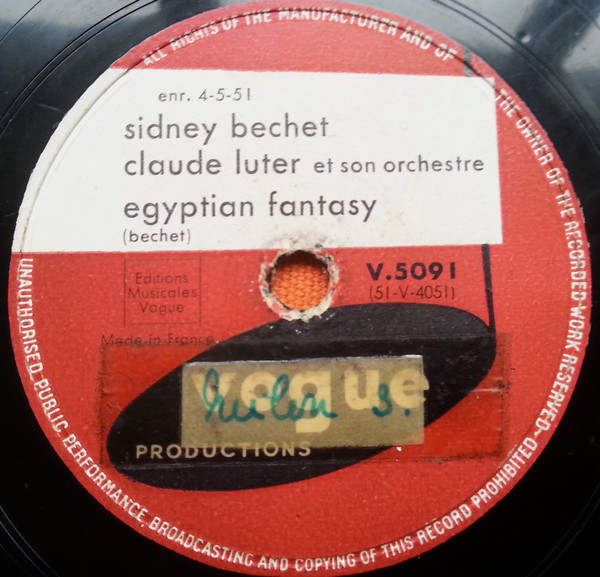 ALL RIGHTS OF THE MANUFACTURER AND OF THE OWNER OF THE RECORDED WORK RESERVED-
UNAUTHORISED PUBLIC PERFORMANCE, BROADCASTING AND COPYING OF THIS RECORD PROHIBITED-
enr. 4-5-51
sidney bechet
claude luter et son orchestre
egyptian fantasy
(bechet)
Editions
Musicales
Vogue
V.5091
(51-V-4051)
Made in France
vogue
PRODUCTIONS